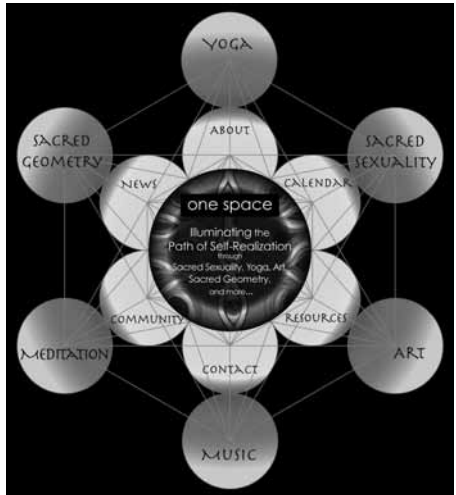 YOGA
ABOUT
SACRED
GEOMETRY
SACRED
SEXUALITY
NEWS
CALENDAR
one space
Illuminating the
Path of Self-Realization
through
Sacred Sexuality, Yoga, Art
Sacred Geometry,
and more...
COMMUNITY
RESOURCES
MEDITATION
CONTACT
ART
MUSIC